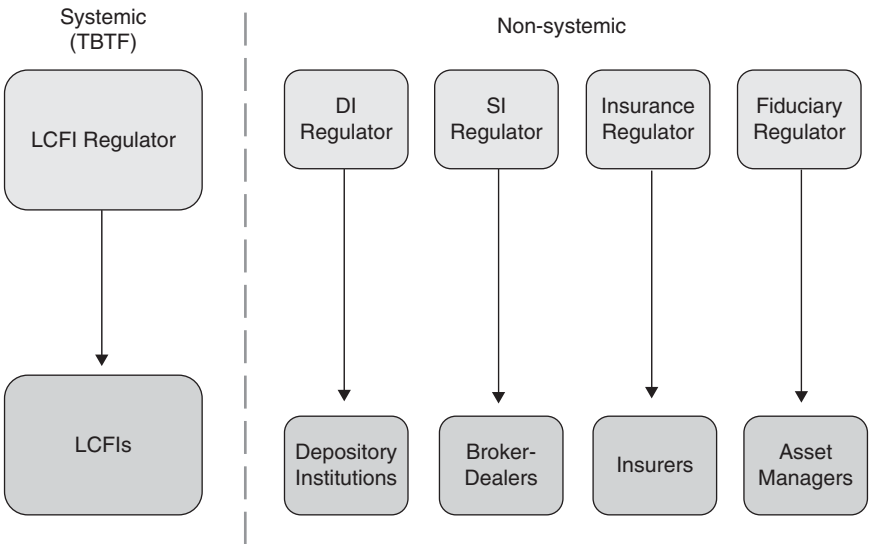 Systemic
(TBTF)
Non-systemic
LCFI Regulator
DI
Regulator
SI
Regulator
Insurance
Regulator
Fiduciary
Regulator
LCFIs
Depository
Institutions
Broker-
Dealers
Insurers
Asset
Managers